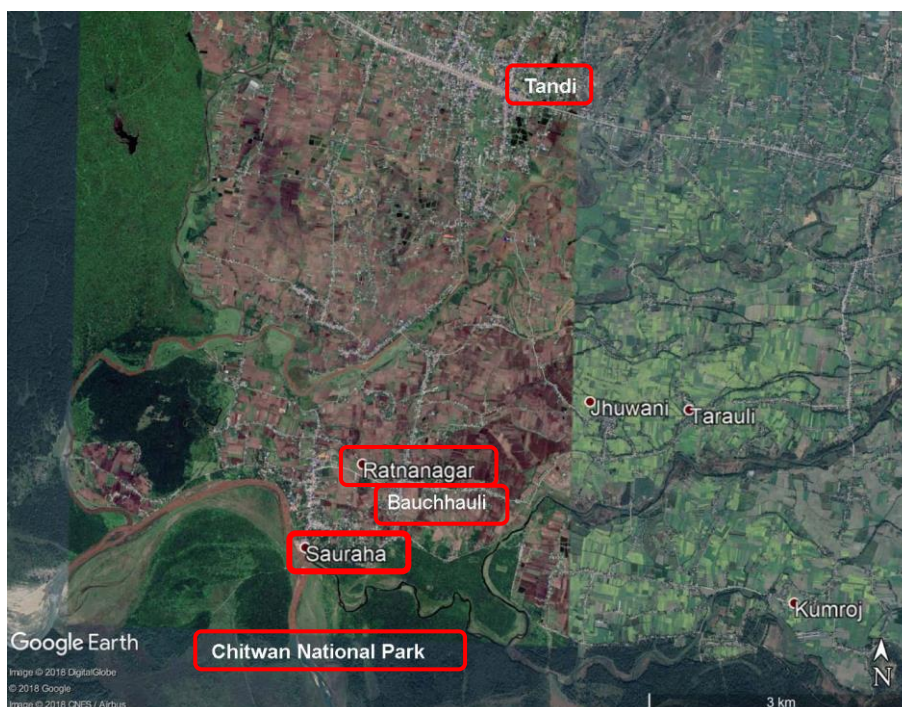 Tandi
Jhuwani
Tarauli
Ratnanagar
Bauchhauli
Sauraha
Kumroj
Chitwan National Park
Google Earth
N
Image © 2018 DigitalGlobe
© 2018 Google
Image © 2018 CNES / Airbus
3 km